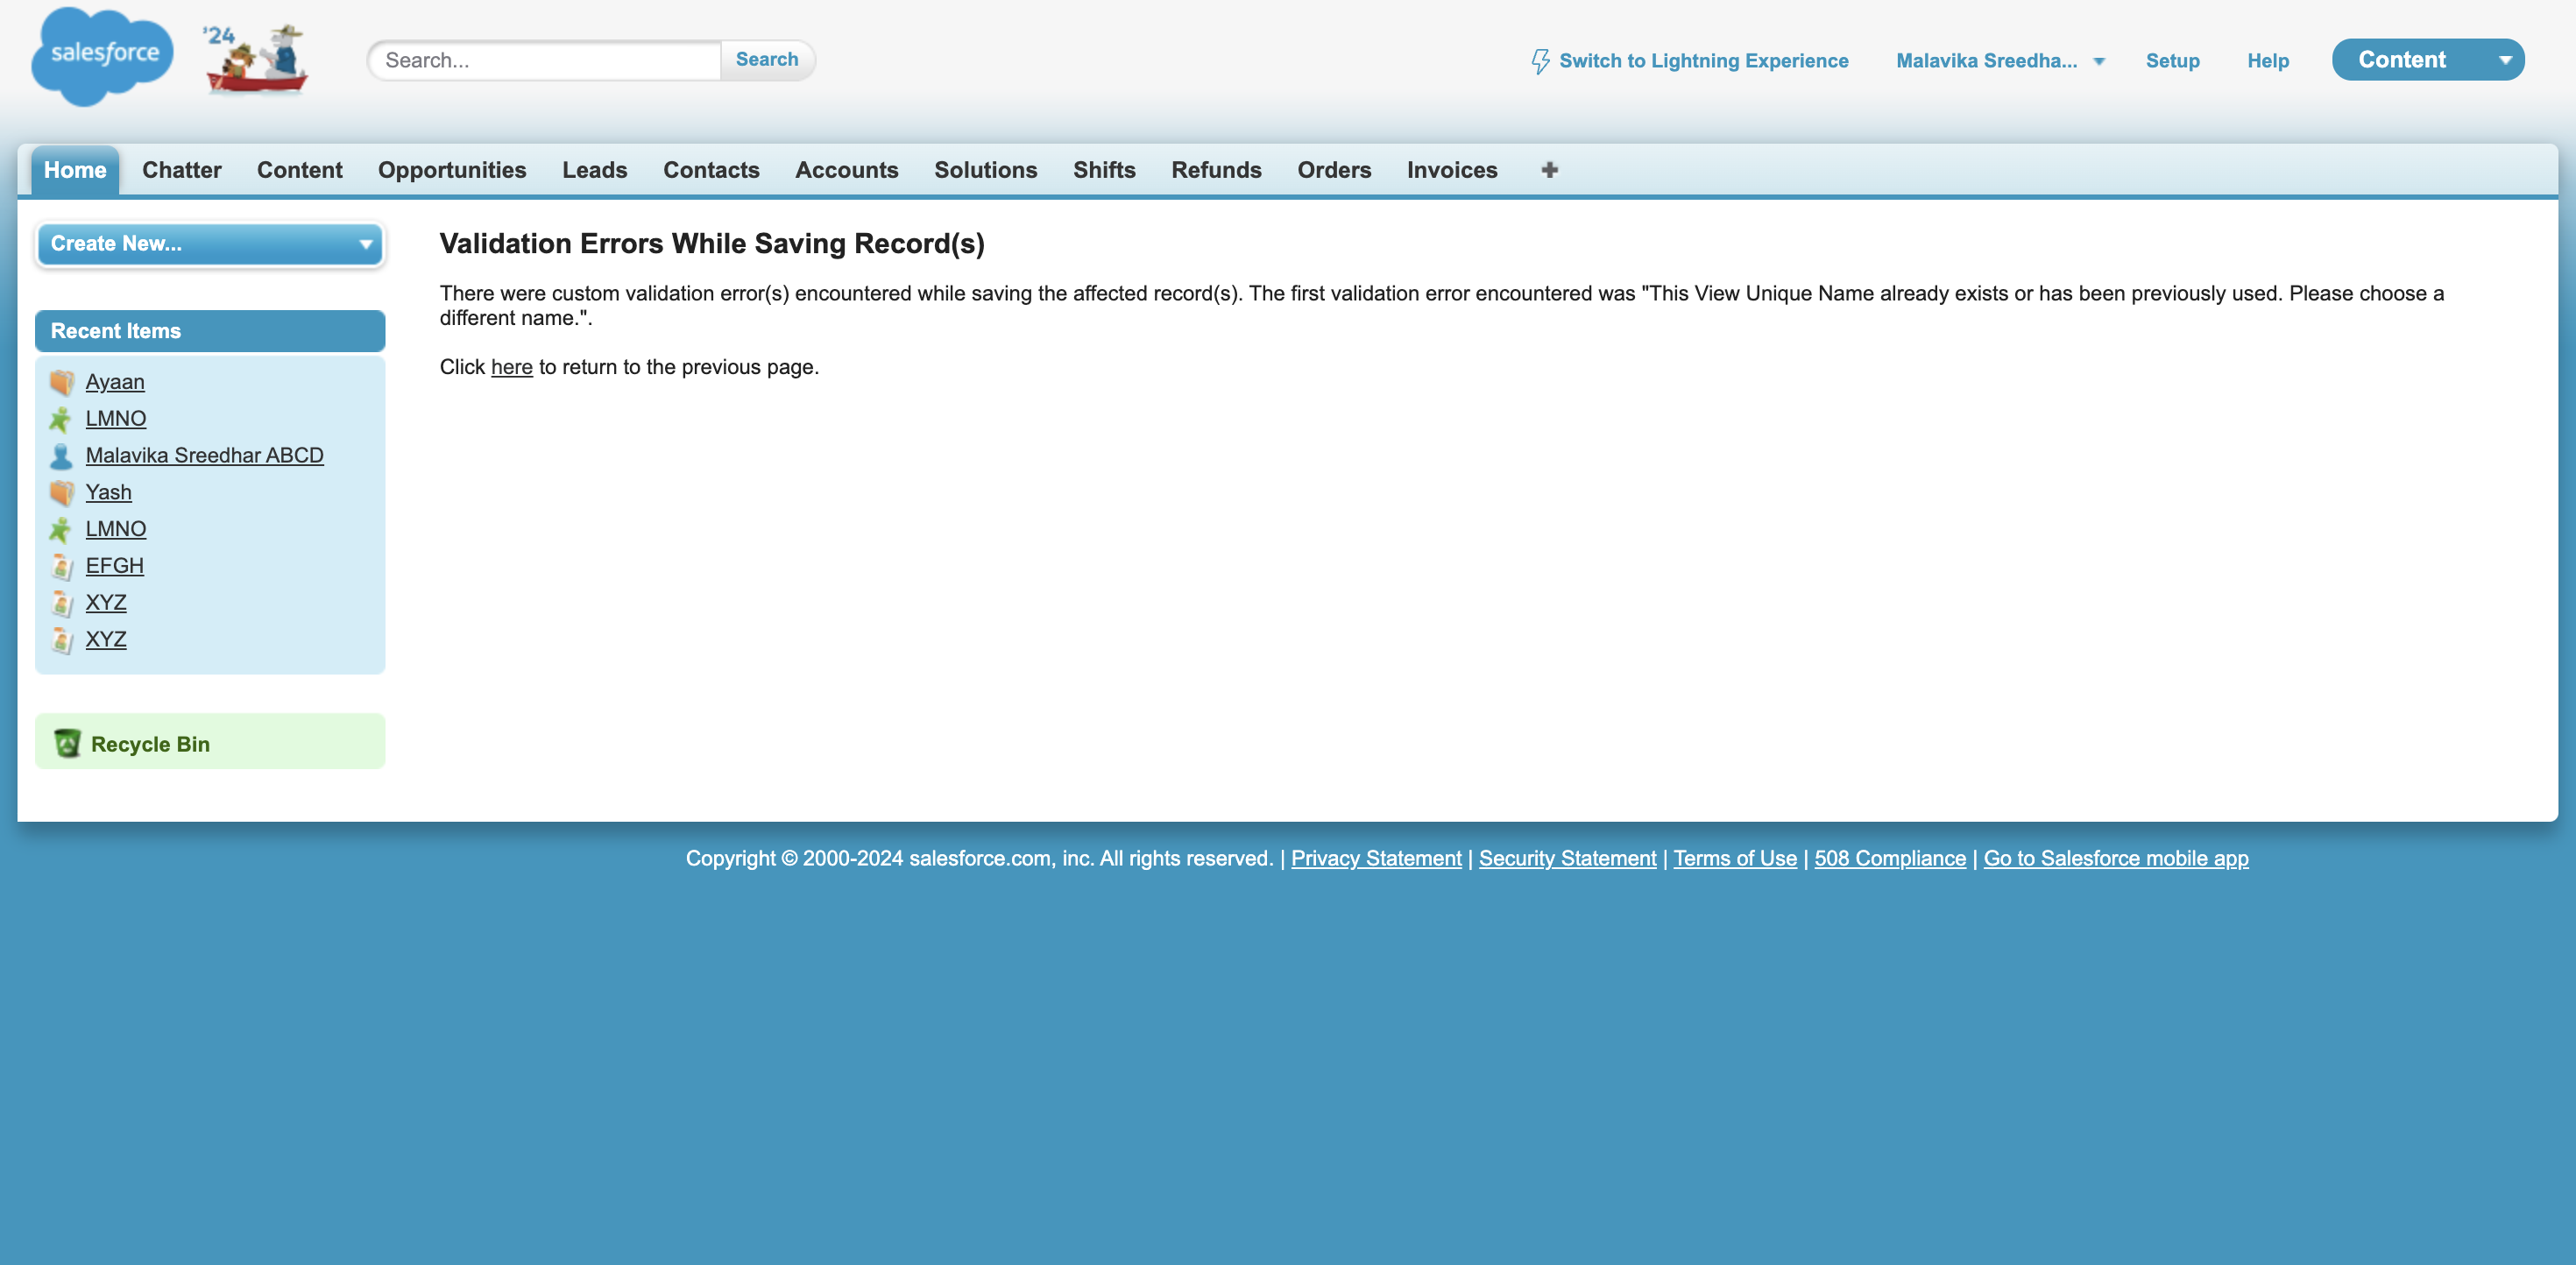 salesforce
'24
Search...
Search
Switch to Lightning Experience
Malavika Sreedha...
Setup
Help
Content
Home
Chatter
Content
Opportunities
Leads
Contacts
Accounts
Solutions
Shifts
Refunds
Orders
Invoices
Create New...
Recent Items
Ayaan
LMNO
Malavika Sreedhar ABCD
Yash
LMNO
EFGH
XYZ
XYZ
Recycle Bin
Validation Errors While Saving Record(s)
There were custom validation error(s) encountered while saving the affected record(s). The first validation error encountered was "This View Unique Name already exists or has been previously used. Please choose a
different name.".
Click here to return to the previous page.
Copyright © 2000-2024 salesforce.com, inc. All rights reserved. | Privacy Statement | Security Statement | Terms of Use | 508 Compliance | Go to Salesforce mobile app